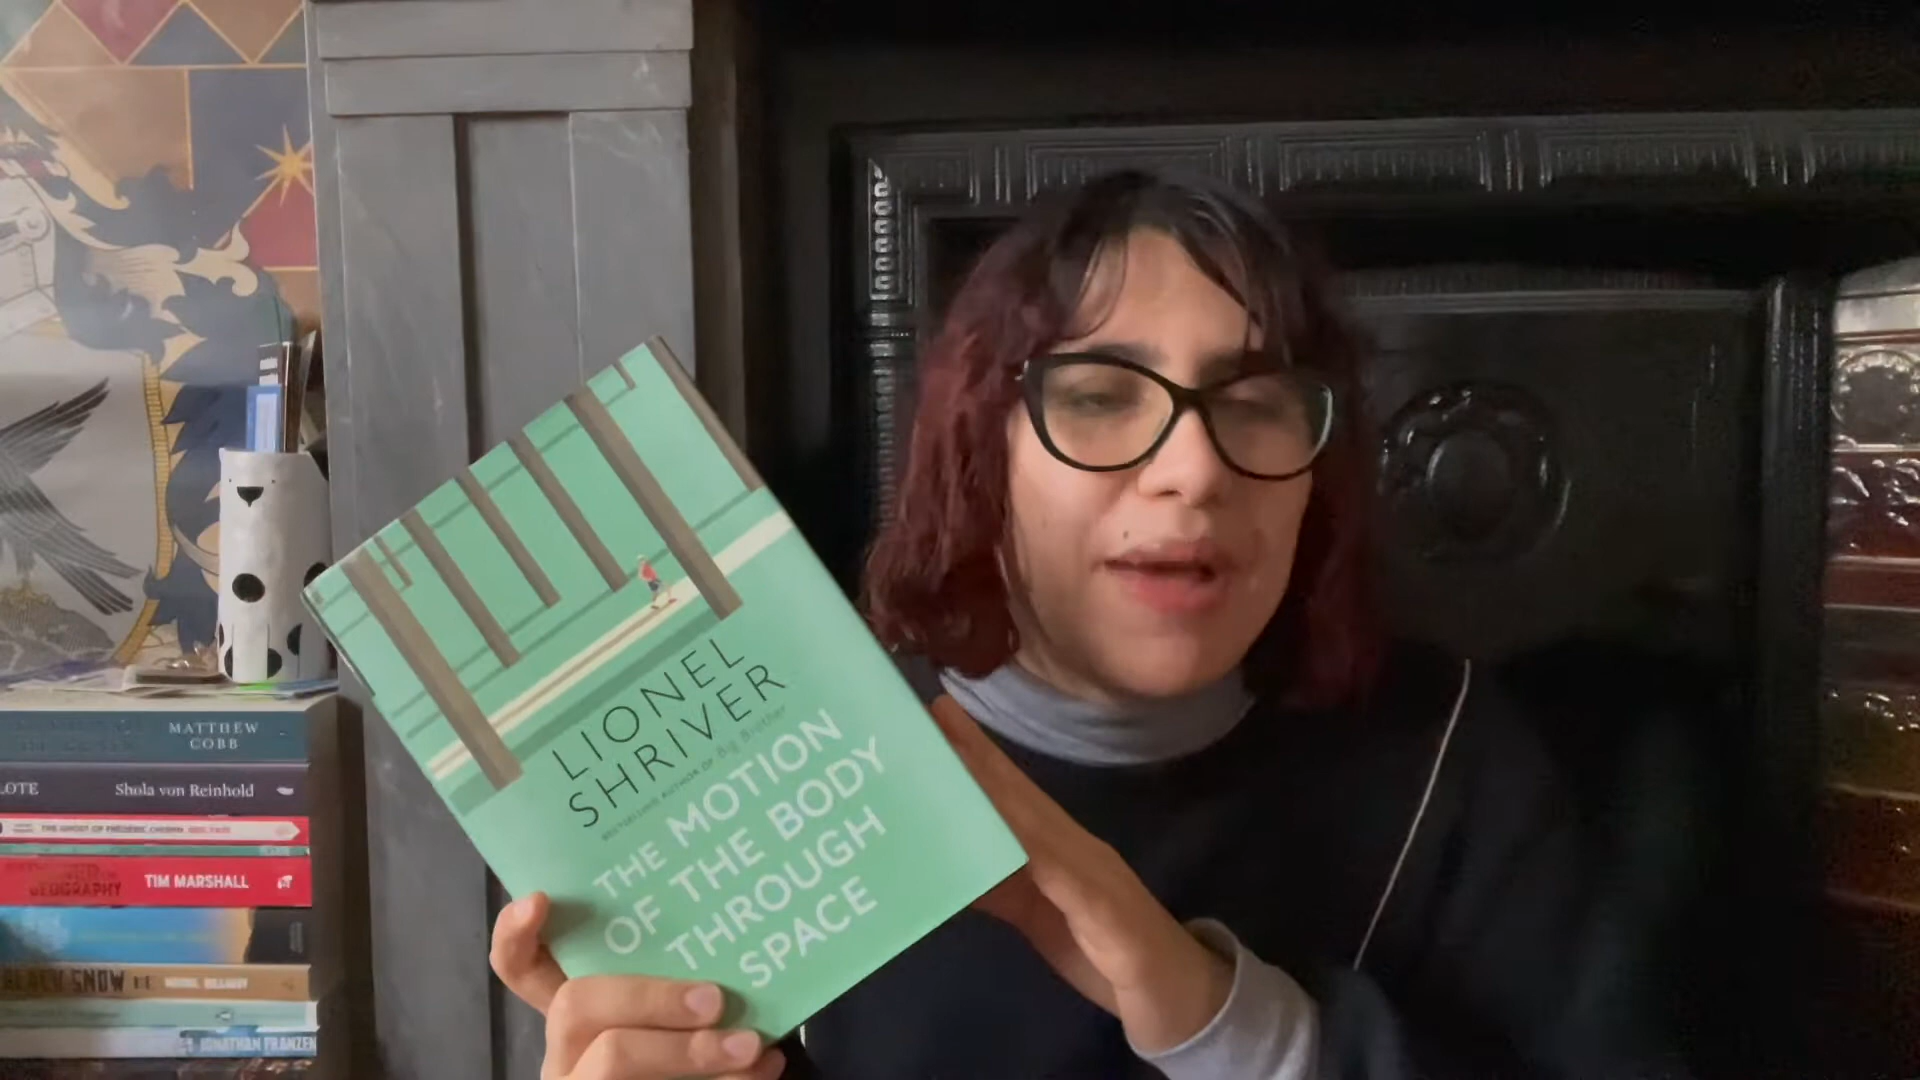 LIONEL
SHRIVER
BESTSELLING AUTHOR OF Big Brother
THE MOTION
OF THE BODY
THROUGH
SPACE
MATTHEW
COBB
LOTE
Shola von Reinhold
THE GHOST OF FREDERIC CHOPIN
GEOGRAPHY
TIM MARSHALL
BLACK SNOW
JONATHAN FRANZEN